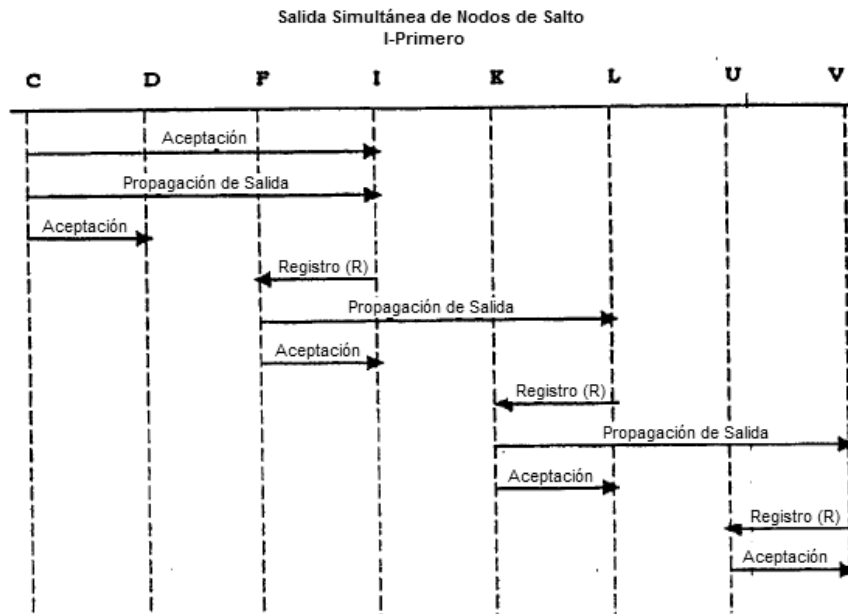 Salida Simultánea de Nodos de Salto
I-Primero
C D F I K L U V
Aceptación
Propagación de Salida
Aceptación
Registro (R)
Propagación de Salida
Aceptación
Registro (R)
Propagación de Salida
Aceptación
Registro (R)
Aceptación